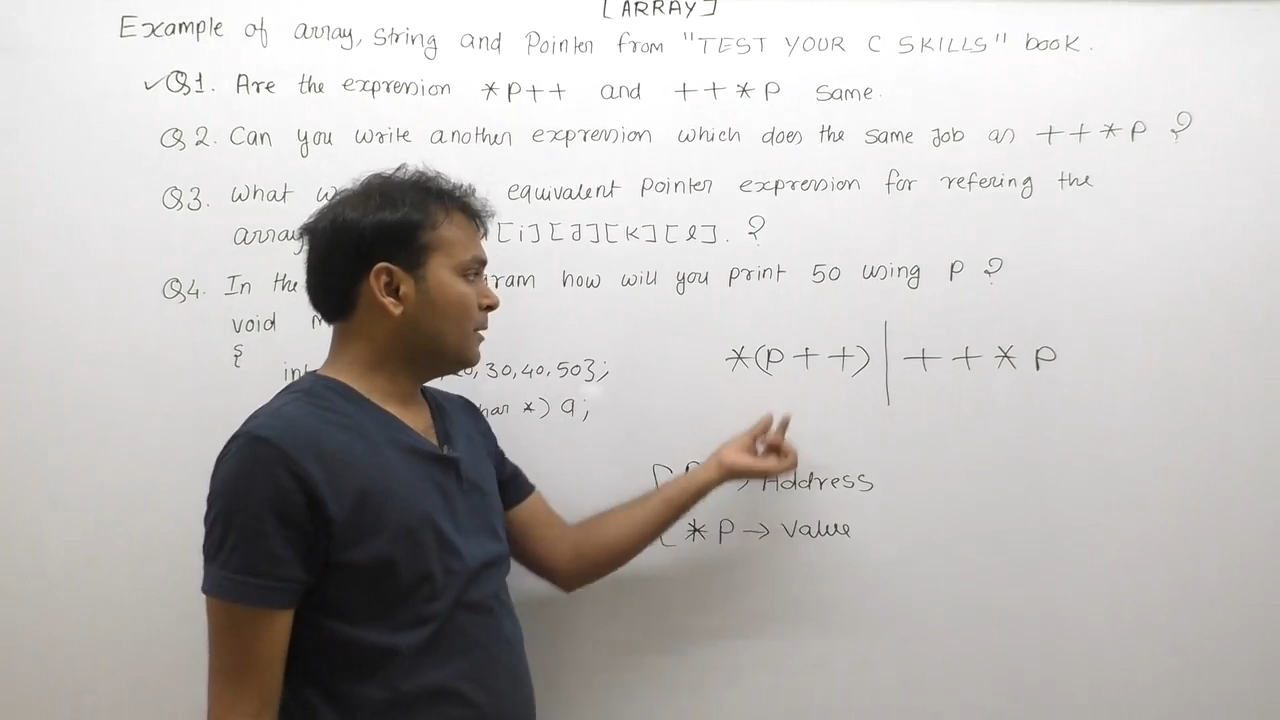 [ARRAY]
Example of array, string and Pointer from "TEST YOUR C SKILLS" book.
✓Q1. Are the expression *P++ and ++*P same.
Q2. Can you write another expression which does the same Job as ++*P ?
Q3. What equivalent Pointer expression for refering the
array [i][J][K][l]. ?
Q4. In the how will you print 50 using P ?
void
{
30,40,50};
*) a;
*(P++) | ++*P
Address
*P → Value